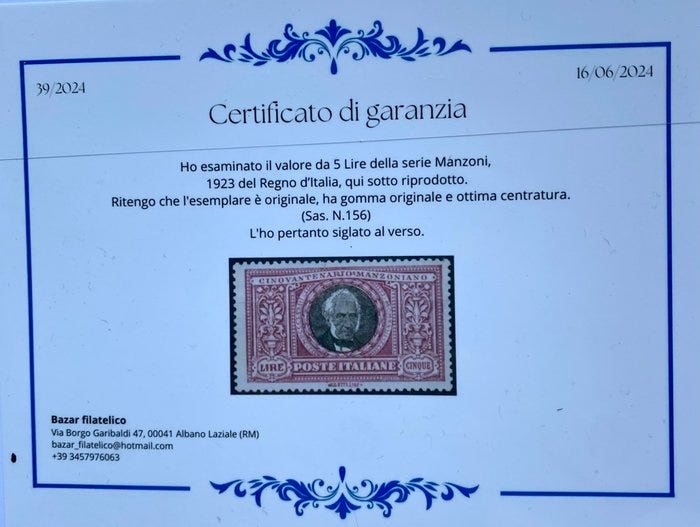 39/2024
16/06/2024
Certificato di garanzia
Ho esaminato il valore da 5 Lire della serie Manzoni,
1923 del Regno d'Italia, qui sotto riprodotto.
Ritengo che l'esemplare è originale, ha gomma originale e ottima centratura.
(Sas. N.156)
L'ho pertanto siglato al verso.
CINQVANTENARIO MANZONIANO
LIRE POSTE ITALIANE CINQUE
Bazar filatelico
Via Borgo Garibaldi 47, 00041 Albano Laziale (RM)
bazar_filatelico@hotmail.com
+39 3457976063